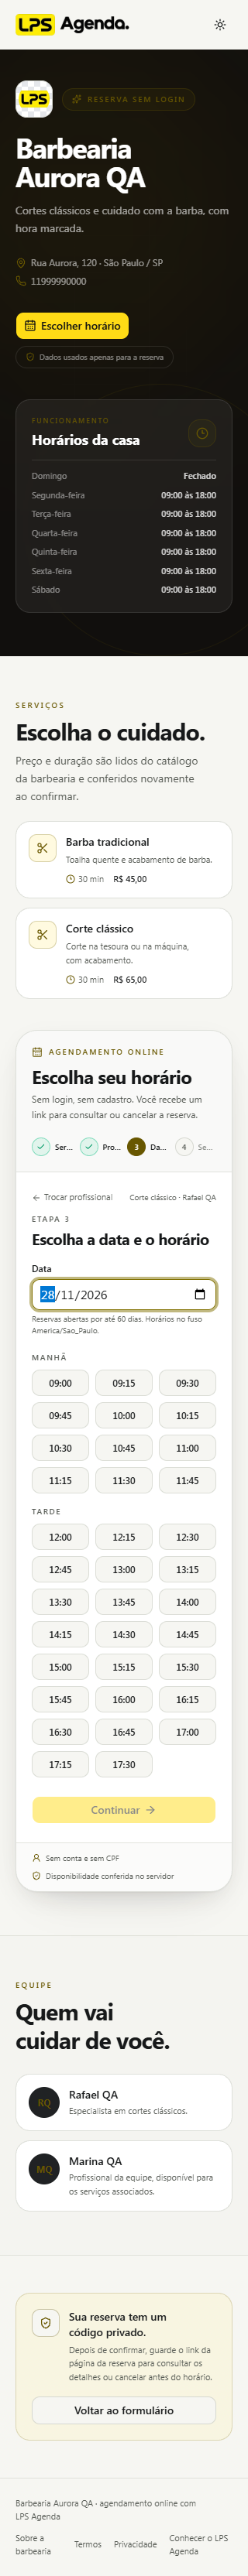 LPS Agenda.
LPS
RESERVA SEM LOGIN
Barbearia
Aurora QA
Cortes clássicos e cuidado com a barba, com
hora marcada.
Rua Aurora, 120 · São Paulo / SP
11999990000
Escolher horário
Dados usados apenas para a reserva
FUNCIONAMENTO
Horários da casa
Domingo Fechado
Segunda-feira 09:00 às 18:00
Terça-feira 09:00 às 18:00
Quarta-feira 09:00 às 18:00
Quinta-feira 09:00 às 18:00
Sexta-feira 09:00 às 18:00
Sábado 09:00 às 18:00
SERVIÇOS
Escolha o cuidado.
Preço e duração são lidos do catálogo
da barbearia e conferidos novamente
ao confirmar.
Barba tradicional
Toalha quente e acabamento de barba.
30 min R$ 45,00
Corte clássico
Corte na tesoura ou na máquina,
com acabamento.
30 min R$ 65,00
AGENDAMENTO ONLINE
Escolha seu horário
Sem login, sem cadastro. Você recebe um
link para consultar ou cancelar a reserva.
Ser... Pro... 3 Da... 4 Se...
Trocar profissional Corte clássico · Rafael QA
ETAPA 3
Escolha a data e o horário
Data
28/11/2026
Reservas abertas por até 60 dias. Horários no fuso
America/Sao_Paulo.
MANHÃ
09:00 09:15 09:30
09:45 10:00 10:15
10:30 10:45 11:00
11:15 11:30 11:45
TARDE
12:00 12:15 12:30
12:45 13:00 13:15
13:30 13:45 14:00
14:15 14:30 14:45
15:00 15:15 15:30
15:45 16:00 16:15
16:30 16:45 17:00
17:15 17:30
Continuar
Sem conta e sem CPF
Disponibilidade conferida no servidor
EQUIPE
Quem vai
cuidar de você.
RQ
Rafael QA
Especialista em cortes clássicos.
MQ
Marina QA
Profissional da equipe, disponível para
os serviços associados.
Sua reserva tem um
código privado.
Depois de confirmar, guarde o link da
página da reserva para consultar os
detalhes ou cancelar antes do horário.
Voltar ao formulário
Barbearia Aurora QA · agendamento online com
LPS Agenda
Sobre a
barbearia
Termos
Privacidade
Conhecer o LPS
Agenda